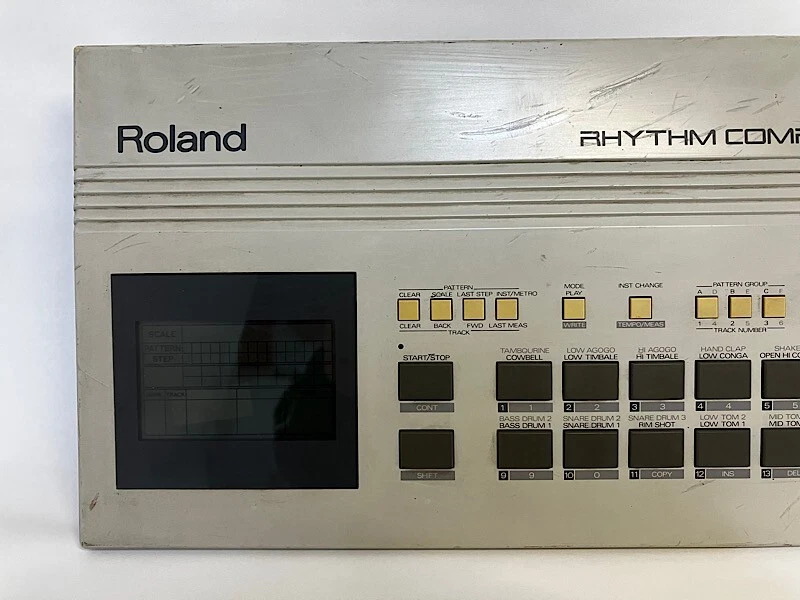 Roland
RHYTHM COMP
PATTERN
CLEAR SCALE LAST STEP INST/METRO
CLEAR BACK FWD LAST MEAS
TRACK
MODE
PLAY
WRITE
INST CHANGE
TEMPO/MEAS
PATTERN GROUP
A D B E C F
1 4 2 5 3 6
TRACK NUMBER
SCALE
PATTERN
STEP
START/STOP
CONT
TAMBOURINE LOW AGOGO HI AGOGO HAND CLAP SHAKE
COWBELL LOW TIMBALE HI TIMBALE LOW CONGA OPEN HI CO
1 1 2 2 3 3 4 4 5 5
SHIFT
BASS DRUM 2 SNARE DRUM 2 SNARE DRUM 3 LOW TOM 2 MID TOM
BASS DRUM 1 SNARE DRUM 1 RIM SHOT LOW TOM 1 MID TOM
9 9 10 0 11 COPY 12 INS 13 DEL